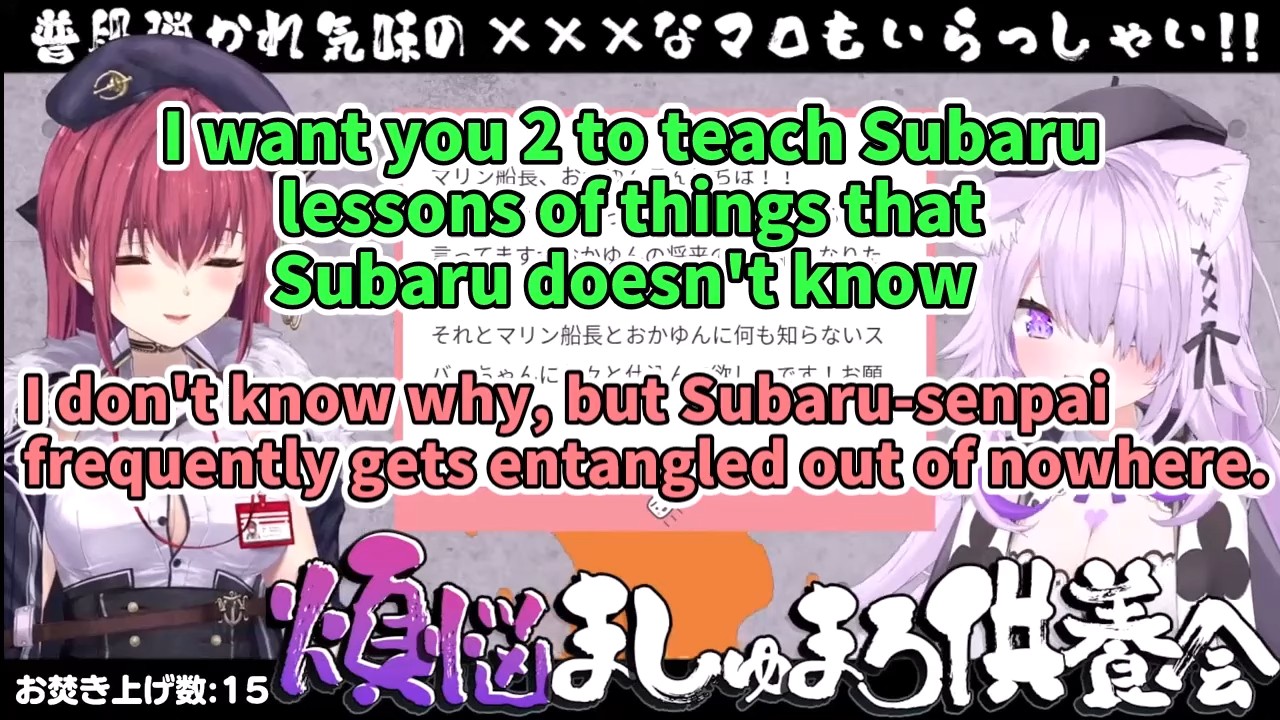 普段弾かれ気味の×××なマロもいらっしゃい!!
I want you 2 to teach Subaru
マリン船長、お
lessons of things that
言ってます
Subaru doesn't know
それとマリン船長とおかゆんに何も知らないス
I don't know why, but Subaru-senpai
frequently gets entangled out of nowhere.
煩悩ましゅまろ供養会
お焚き上げ数:15